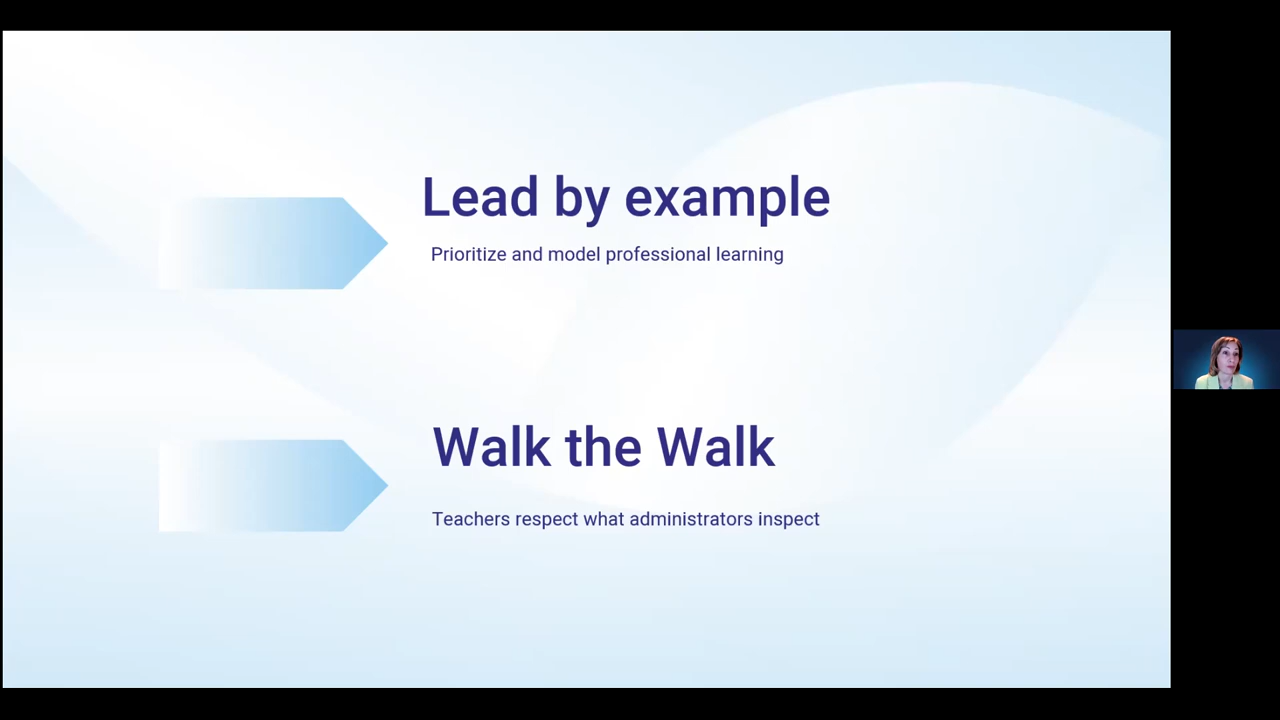 Lead by example
Prioritize and model professional learning
Walk the Walk
Teachers respect what administrators inspect